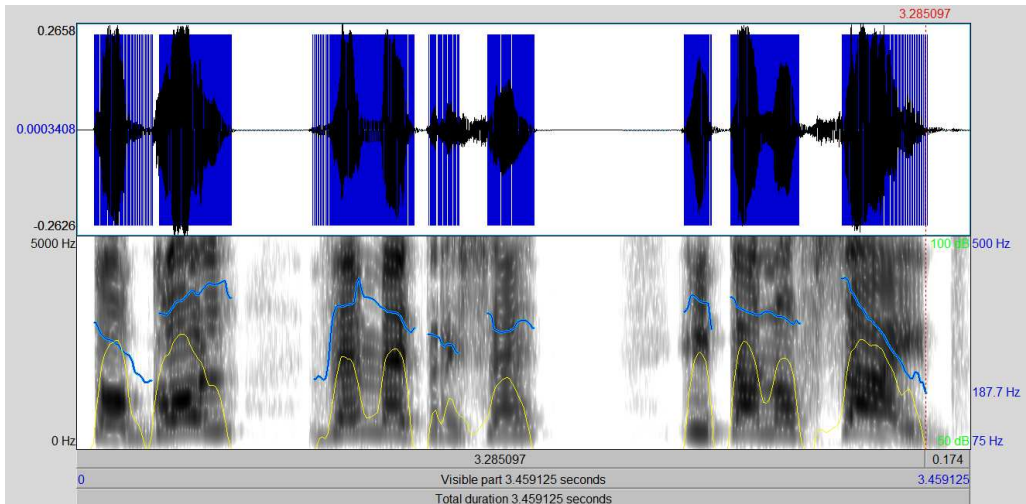 3.285097
0.2658
0.0003408
-0.2626
5000 Hz 100 dB 500 Hz
187.7 Hz
0 Hz 50 dB 75 Hz
3.285097 0.174
0 Visible part 3.459125 seconds 3.459125
Total duration 3.459125 seconds